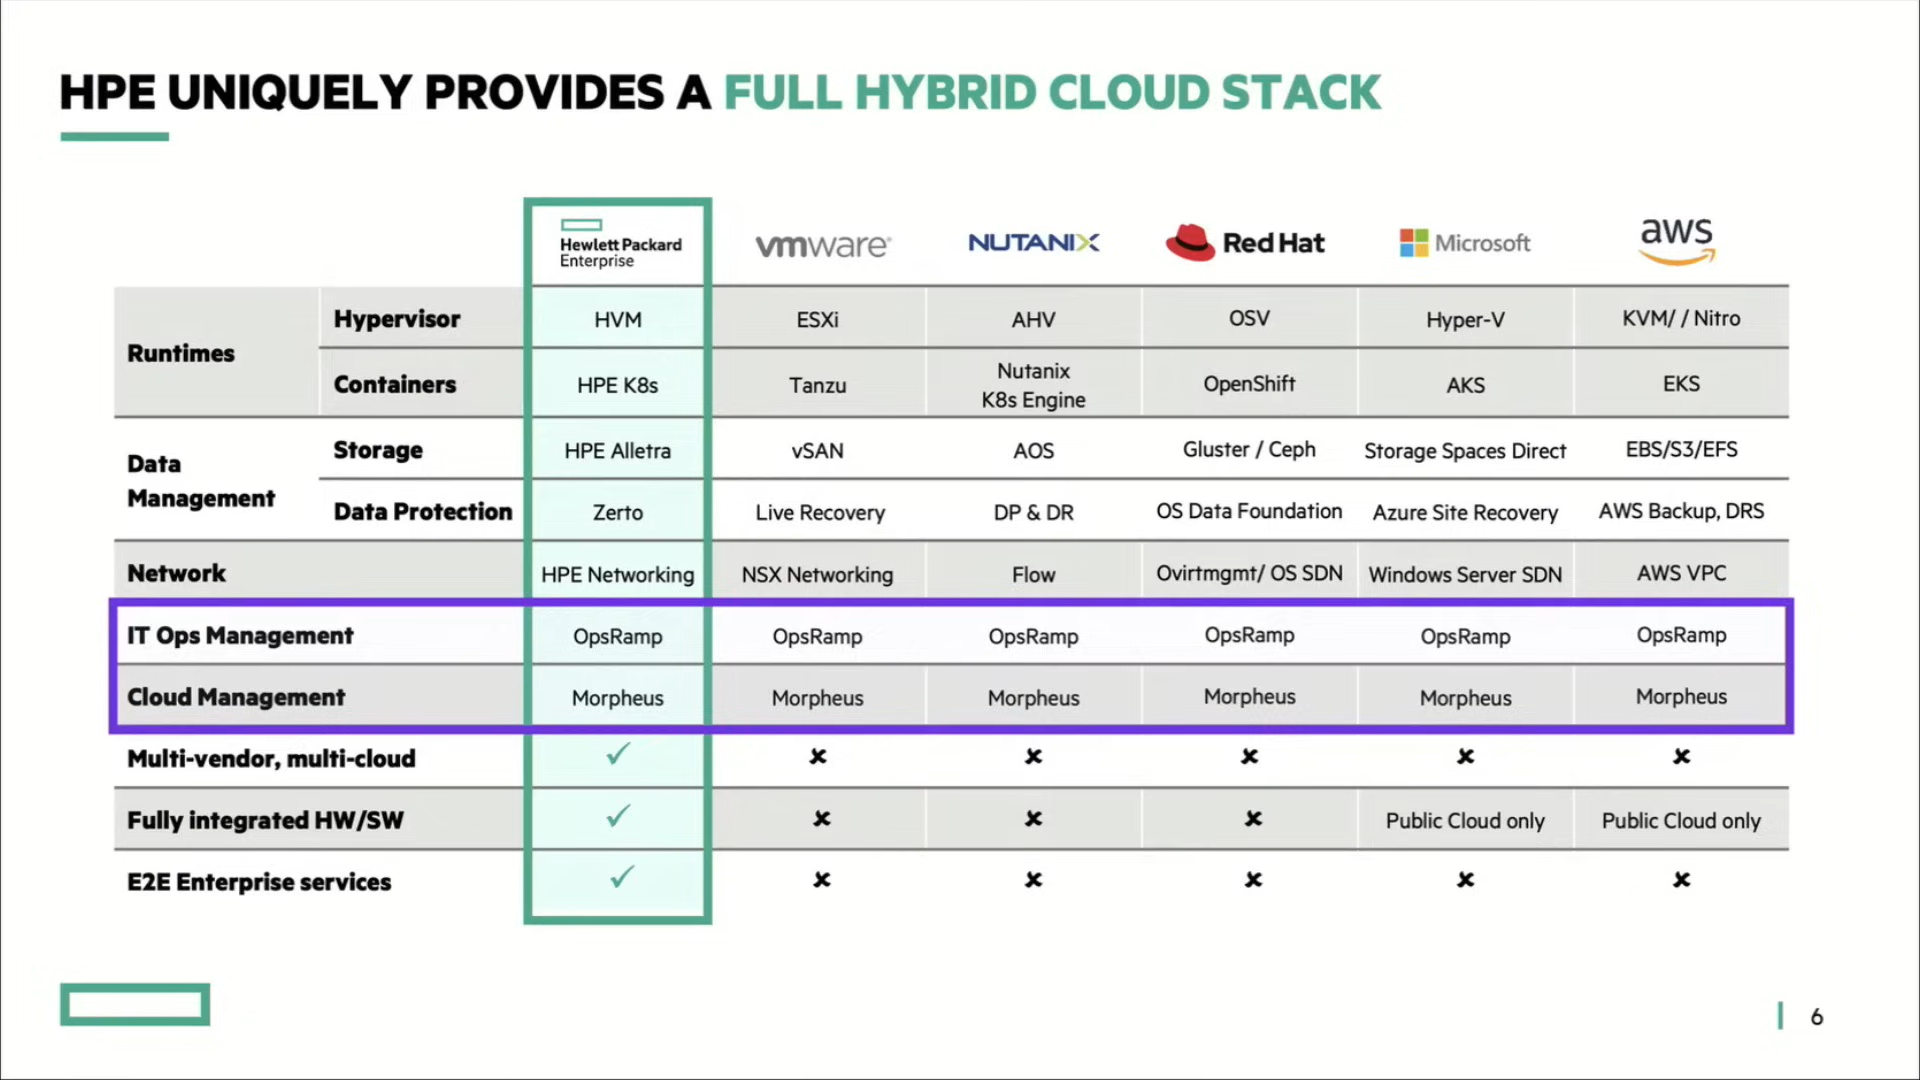 HPE UNIQUELY PROVIDES A FULL HYBRID CLOUD STACK
Hewlett Packard
Enterprise
vmware®
NUTANIX
Red Hat
Microsoft
aws
Runtimes
Hypervisor
HVM
ESXi
AHV
OSV
Hyper-V
KVM/ / Nitro
Containers
HPE K8s
Tanzu
Nutanix
K8s Engine
OpenShift
AKS
EKS
Data
Management
Storage
HPE Alletra
vSAN
AOS
Gluster / Ceph
Storage Spaces Direct
EBS/S3/EFS
Data Protection
Zerto
Live Recovery
DP & DR
OS Data Foundation
Azure Site Recovery
AWS Backup, DRS
Network
HPE Networking
NSX Networking
Flow
Ovirtmgmt/ OS SDN
Windows Server SDN
AWS VPC
IT Ops Management
OpsRamp
OpsRamp
OpsRamp
OpsRamp
OpsRamp
OpsRamp
Cloud Management
Morpheus
Morpheus
Morpheus
Morpheus
Morpheus
Morpheus
Multi-vendor, multi-cloud
✓
✘
✘
✘
✘
✘
Fully integrated HW/SW
✓
✘
✘
✘
Public Cloud only
Public Cloud only
E2E Enterprise services
✓
✘
✘
✘
✘
✘
6